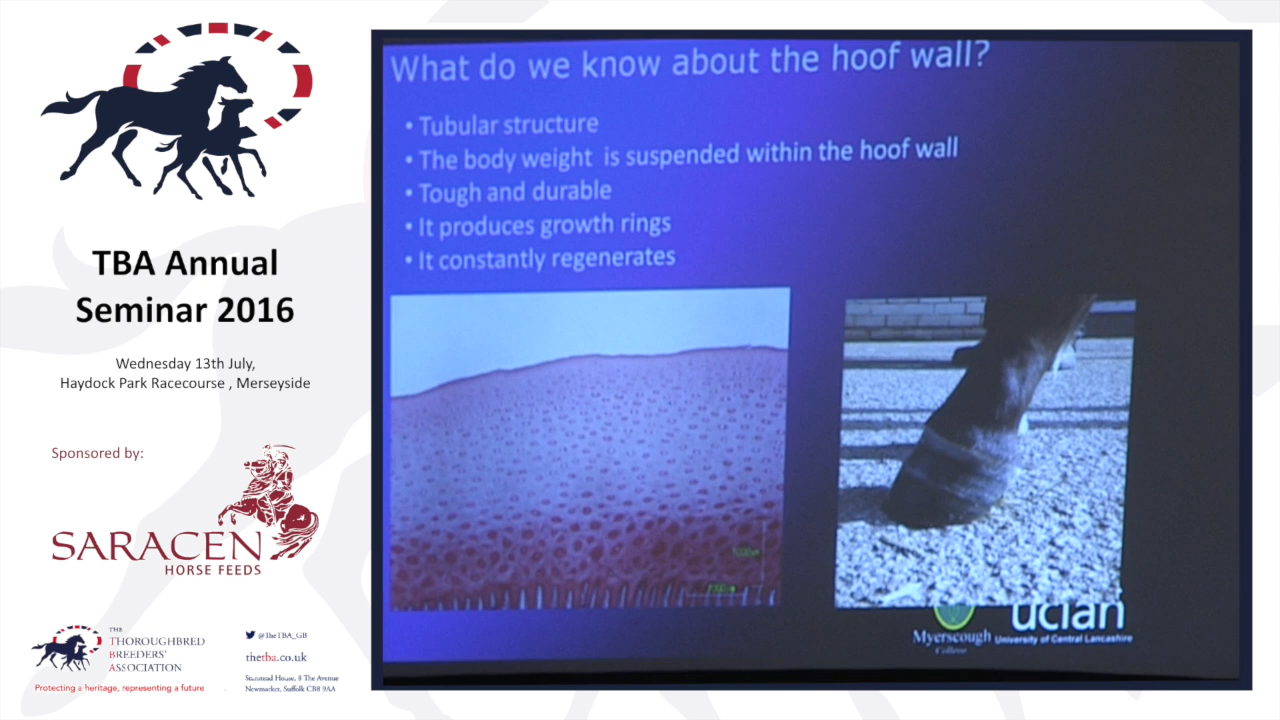 TBA Annual
Seminar 2016
Wednesday 13th July,
Haydock Park Racecourse , Merseyside
Sponsored by:
SARACEN
HORSE FEEDS
THE
THOROUGHBRED
BREEDERS'
ASSOCIATION
Protecting a heritage, representing a future
@TheTBA_GB
thetba.co.uk
Stanstead House, 8 The Avenue
Newmarket, Suffolk CB8 9AA
What do we know about the hoof wall?
• Tubular structure
• The body weight is suspended within the hoof wall
• Tough and durable
• It produces growth rings
• It constantly regenerates
Myerscough
College
uclan
University of Central Lancashire